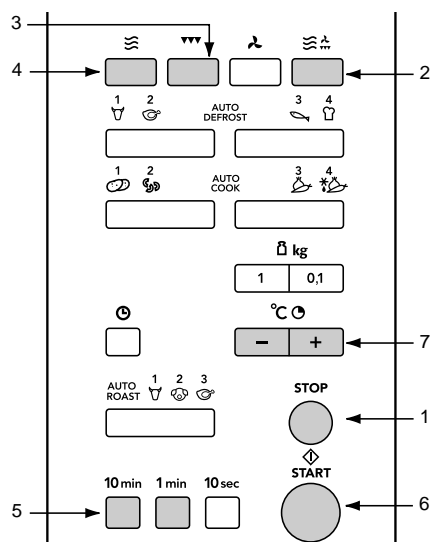 3
4
2
1 2 AUTO DEFROST 3 4
1 2 AUTO COOK 3 4
kg
1 0,1
°C
− +
7
AUTO ROAST 1 2 3
STOP
1
START
10 min 1 min 10 sec
5
6